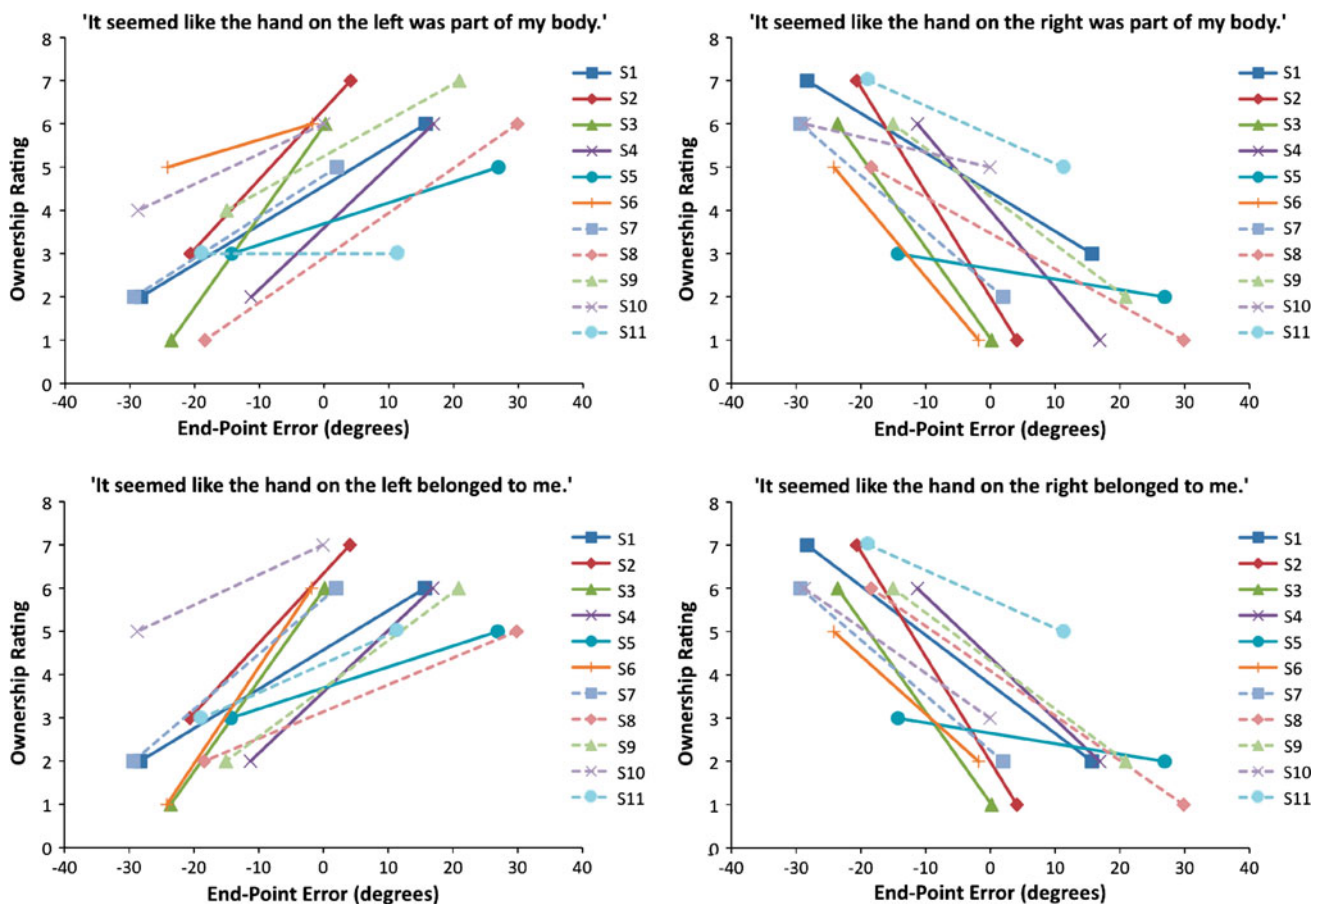 'It seemed like the hand on the left was part of my body.'
8
7
6
5
4
3
2
1
0
Ownership Rating
-40 -30 -20 -10 0 10 20 30 40
End-Point Error (degrees)
S1
S2
S3
S4
S5
S6
S7
S8
S9
S10
S11
'It seemed like the hand on the right was part of my body.'
8
7
6
5
4
3
2
1
0
Ownership Rating
-40 -30 -20 -10 0 10 20 30 40
End-Point Error (degrees)
S1
S2
S3
S4
S5
S6
S7
S8
S9
S10
S11
'It seemed like the hand on the left belonged to me.'
8
7
6
5
4
3
2
1
0
Ownership Rating
-40 -30 -20 -10 0 10 20 30 40
End-Point Error (degrees)
S1
S2
S3
S4
S5
S6
S7
S8
S9
S10
S11
'It seemed like the hand on the right belonged to me.'
8
7
6
5
4
3
2
1
0
Ownership Rating
-40 -30 -20 -10 0 10 20 30 40
End-Point Error (degrees)
S1
S2
S3
S4
S5
S6
S7
S8
S9
S10
S11